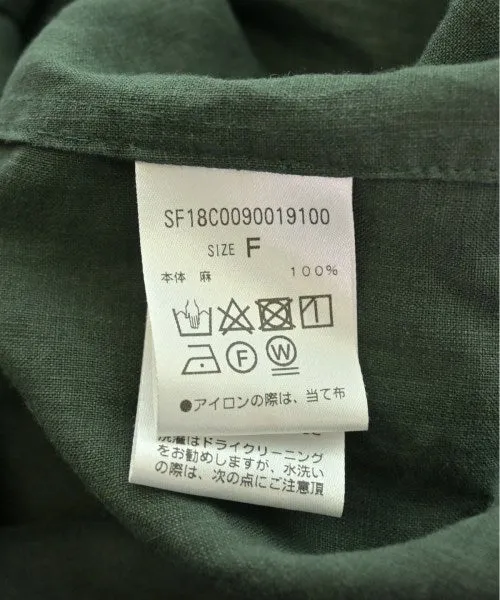 SF18C0090019100
SIZE F
本体 麻 100%
F W
●アイロンの際は、当て布
洗濯はドライクリーニング
をお勧めしますが、水洗い
の際は、次の点にご注意頂